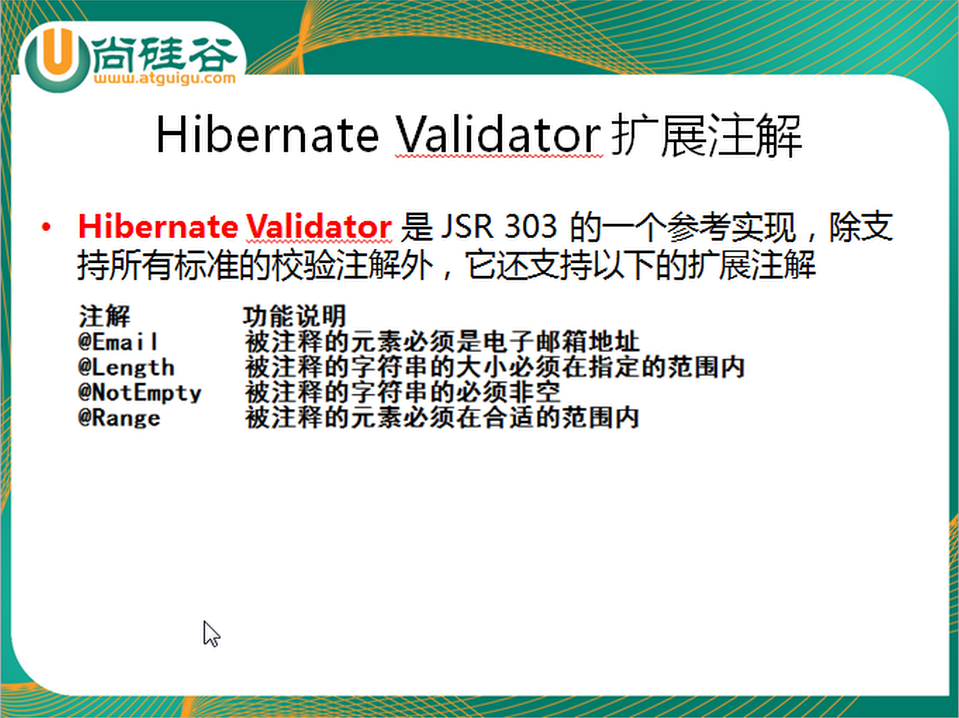 尚硅谷
www.atguigu.com
Hibernate Validator 扩展注解
• Hibernate Validator 是 JSR 303 的一个参考实现，除支
持所有标准的校验注解外，它还支持以下的扩展注解
注解 功能说明
@Email 被注释的元素必须是电子邮箱地址
@Length 被注释的字符串的大小必须在指定的范围内
@NotEmpty 被注释的字符串的必须非空
@Range 被注释的元素必须在合适的范围内